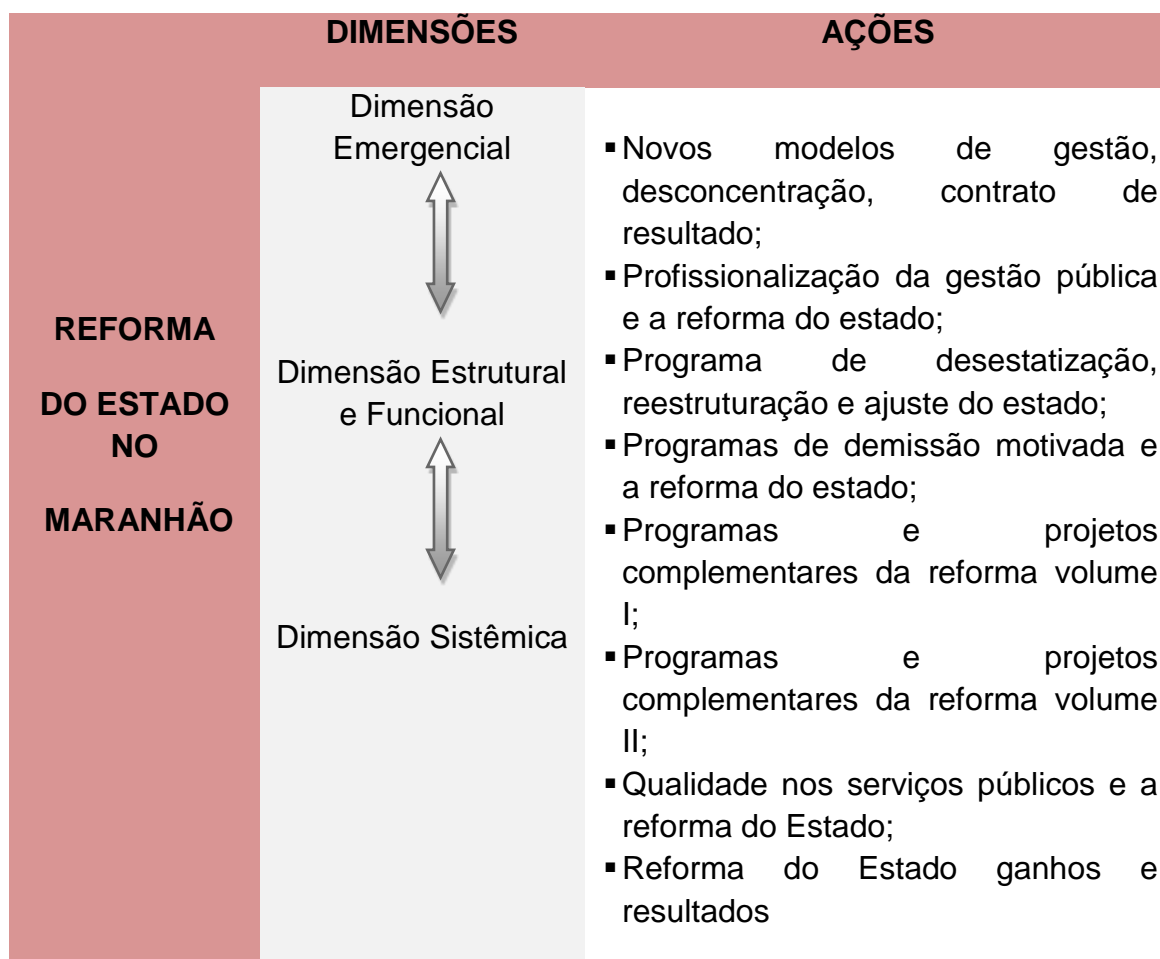 DIMENSÕES
AÇÕES
REFORMA
DO ESTADO
NO
MARANHÃO
Dimensão
Emergencial
Dimensão Estrutural
e Funcional
Dimensão Sistêmica
▪Novos modelos de gestão,
desconcentração, contrato de
resultado;
▪Profissionalização da gestão pública
e a reforma do estado;
▪Programa de desestatização,
reestruturação e ajuste do estado;
▪Programas de demissão motivada e
a reforma do estado;
▪Programas e projetos
complementares da reforma volume
I;
▪Programas e projetos
complementares da reforma volume
II;
▪Qualidade nos serviços públicos e a
reforma do Estado;
▪Reforma do Estado ganhos e
resultados